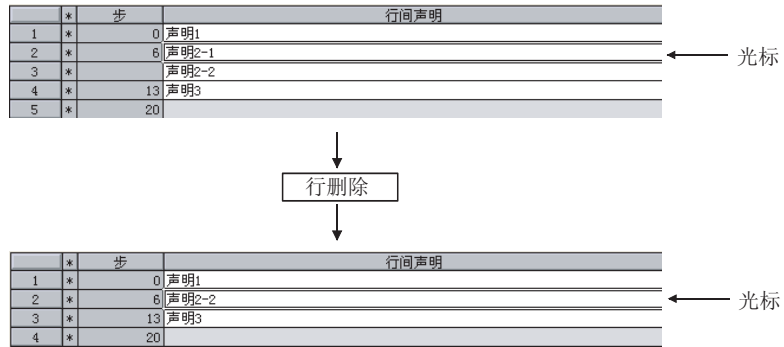 * 步 行间声明
1 * 0 声明1
2 * 6 声明2-1
光标
3 * 声明2-2
4 * 13 声明3
5 * 20
行删除
* 步 行间声明
1 * 0 声明1
2 * 6 声明2-2
光标
3 * 13 声明3
4 * 20